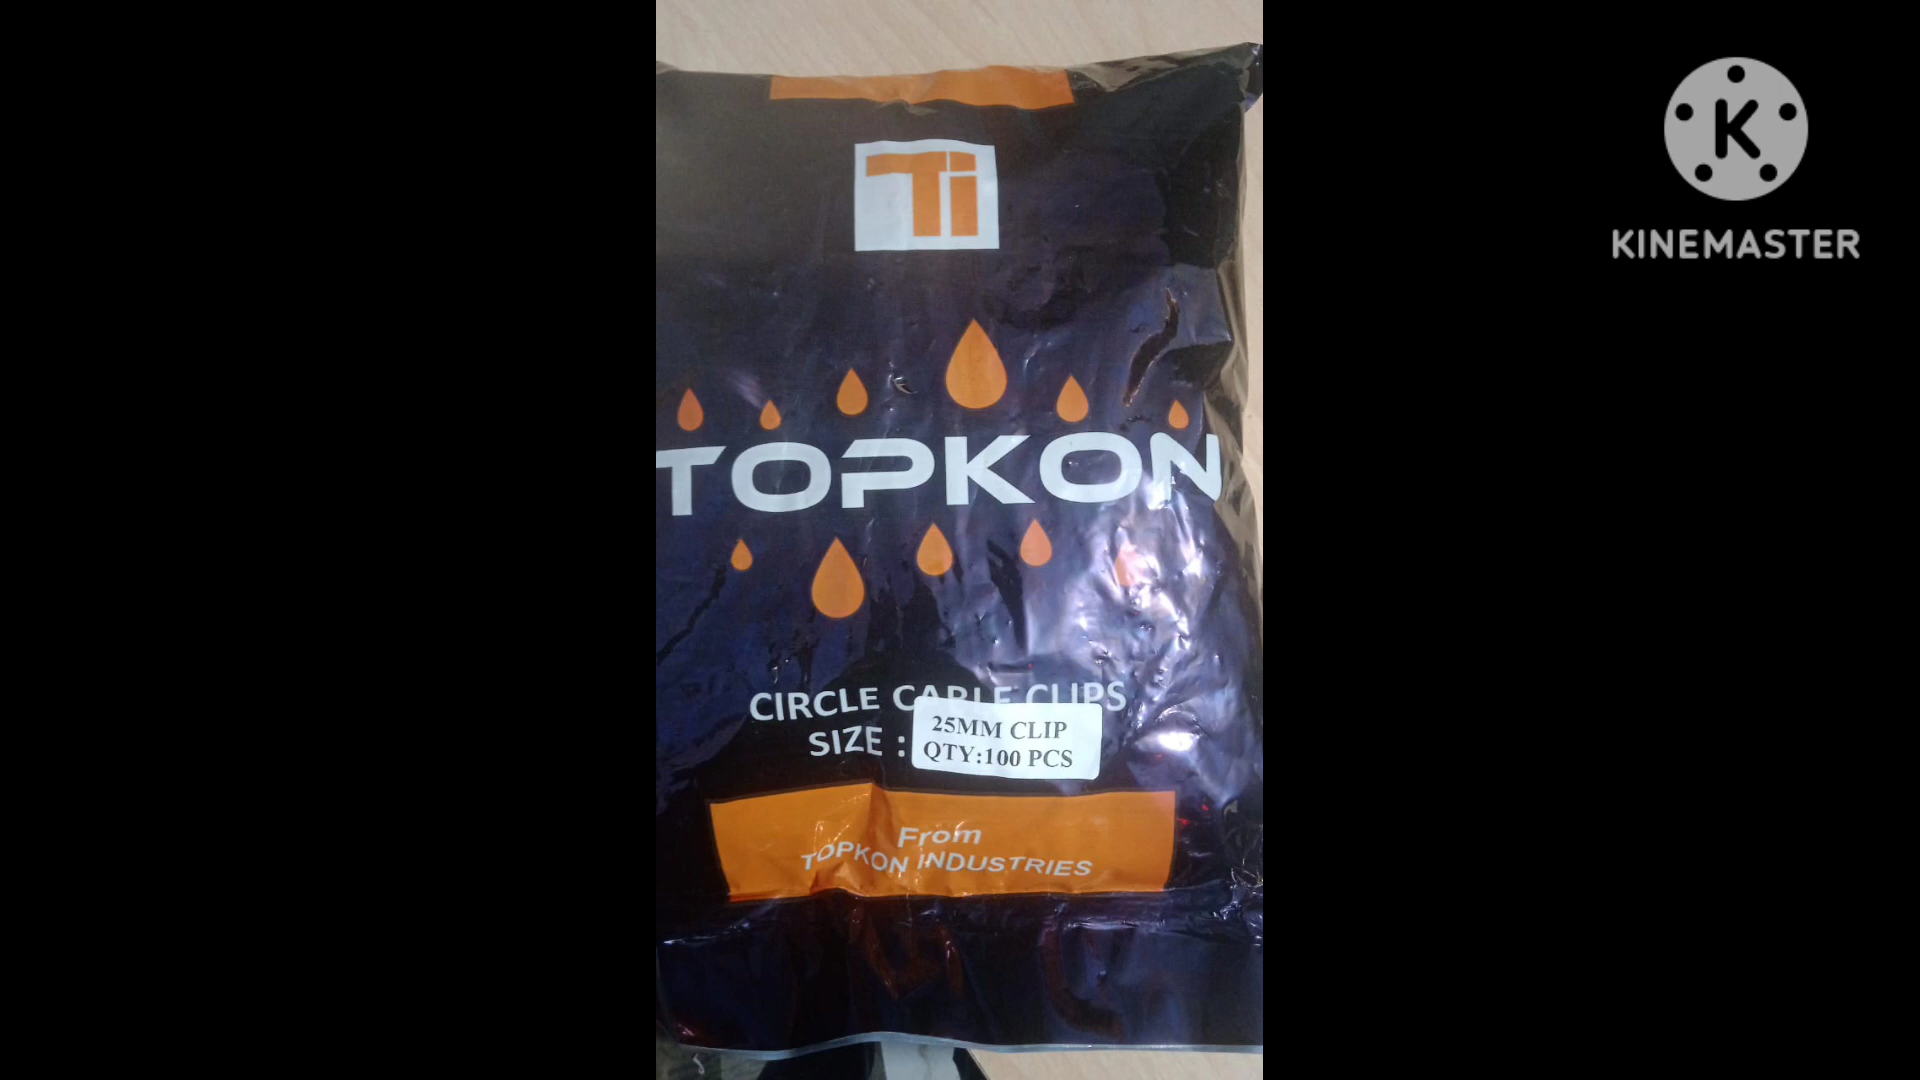 Ti
TOPKON
CIRCLE CABLE CLIPS
SIZE :
25MM CLIP
QTY:100 PCS
From
TOPKON INDUSTRIES
K
KINEMASTER